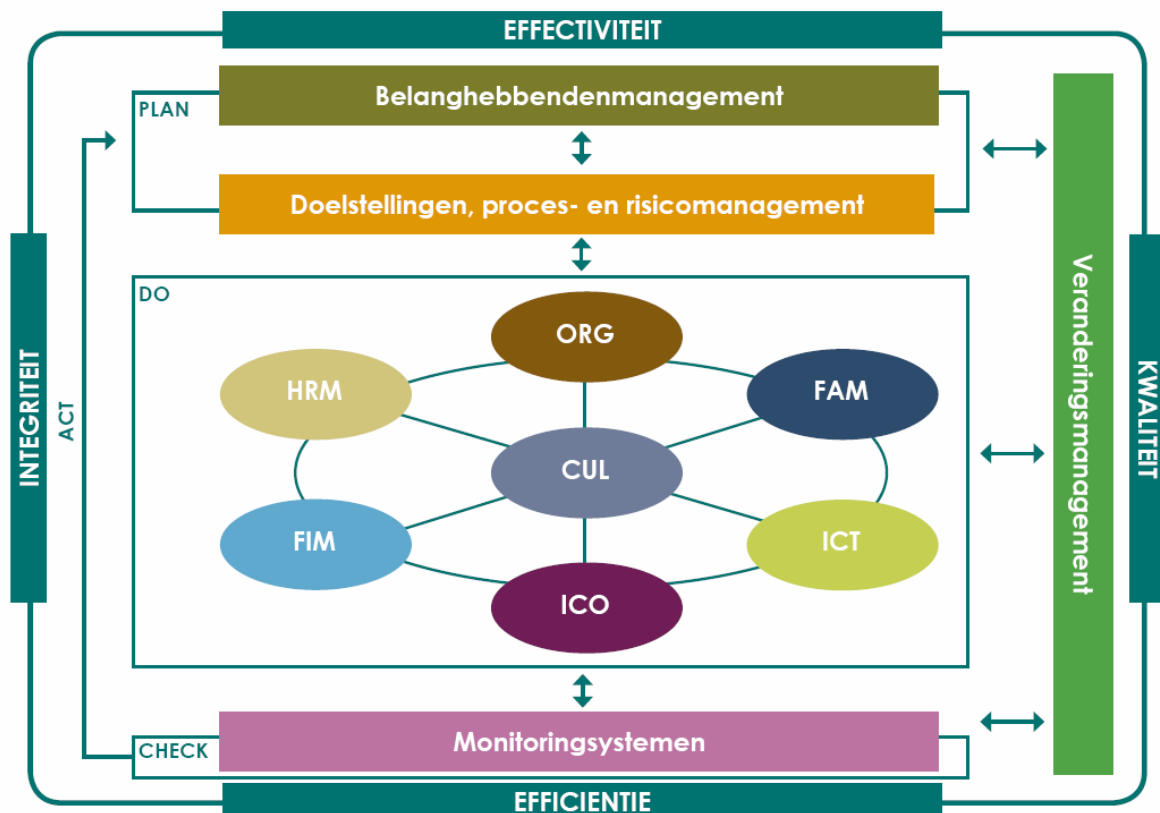 EFFECTIVITEIT
Belanghebbendenmanagement
PLAN
Doelstellingen, proces- en risicomanagement
DO
ORG
HRM
FAM
CUL
FIM
ICT
ICO
Monitoringsystemen
CHECK
EFFICIENTIE
INTEGRITEIT
ACT
Veranderingsmanagement
KWALITEIT